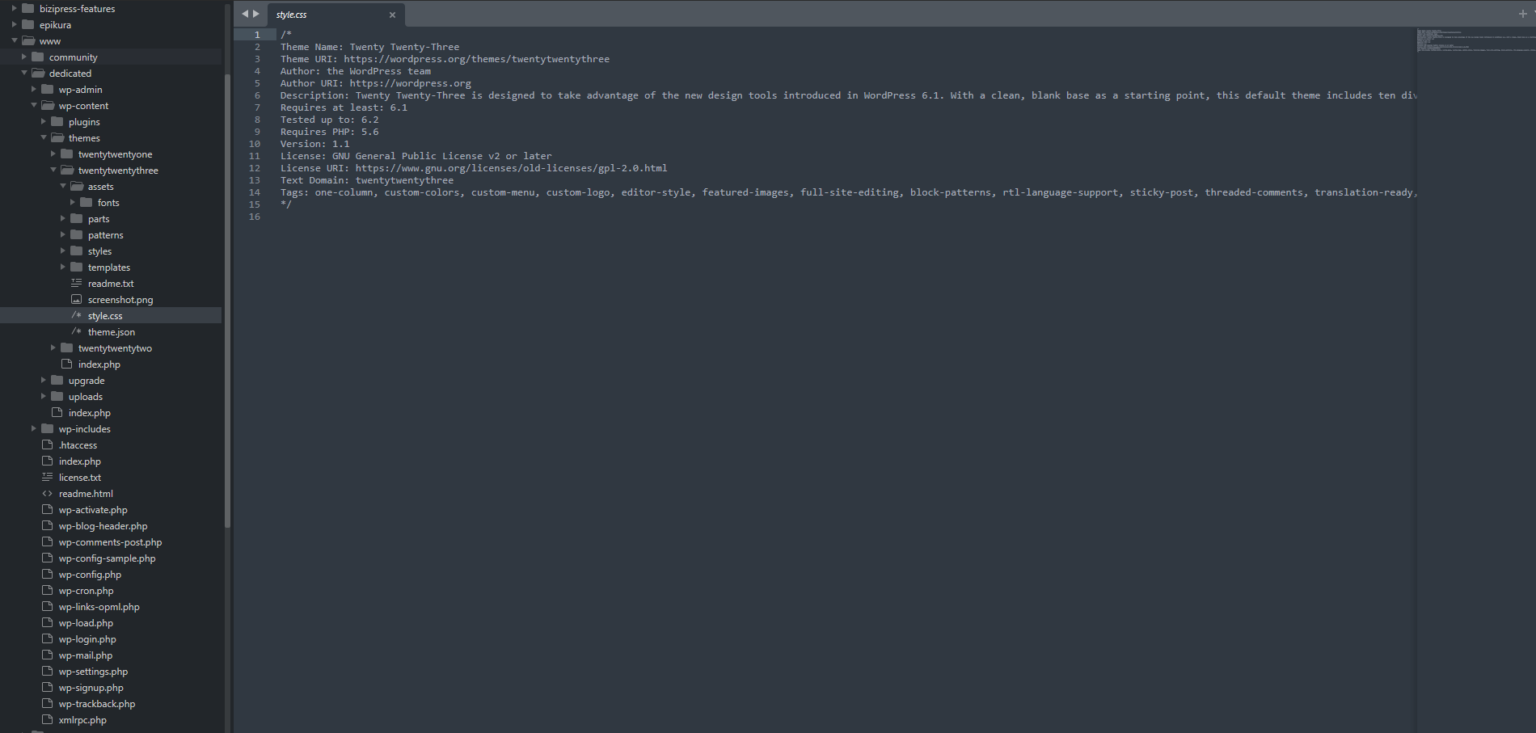 bizipress-features
epikura
www
community
dedicated
wp-admin
wp-content
plugins
themes
twentytwentyone
twentytwentythree
assets
fonts
parts
patterns
styles
templates
readme.txt
screenshot.png
/* style.css
/* theme.json
twentytwentytwo
index.php
upgrade
uploads
index.php
wp-includes
.htaccess
index.php
license.txt
<> readme.html
wp-activate.php
wp-blog-header.php
wp-comments-post.php
wp-config-sample.php
wp-config.php
wp-cron.php
wp-links-opml.php
wp-load.php
wp-login.php
wp-mail.php
wp-settings.php
wp-signup.php
wp-trackback.php
xmlrpc.php
style.css ×
1 /*
2 Theme Name: Twenty Twenty-Three
3 Theme URI: https://wordpress.org/themes/twentytwentythree
4 Author: the WordPress team
5 Author URI: https://wordpress.org
6 Description: Twenty Twenty-Three is designed to take advantage of the new design tools introduced in WordPress 6.1. With a clean, blank base as a starting point, this default theme includes ten div
7 Requires at least: 6.1
8 Tested up to: 6.2
9 Requires PHP: 5.6
10 Version: 1.1
11 License: GNU General Public License v2 or later
12 License URI: https://www.gnu.org/licenses/old-licenses/gpl-2.0.html
13 Text Domain: twentytwentythree
14 Tags: one-column, custom-colors, custom-menu, custom-logo, editor-style, featured-images, full-site-editing, block-patterns, rtl-language-support, sticky-post, threaded-comments, translation-ready,
15 */
16